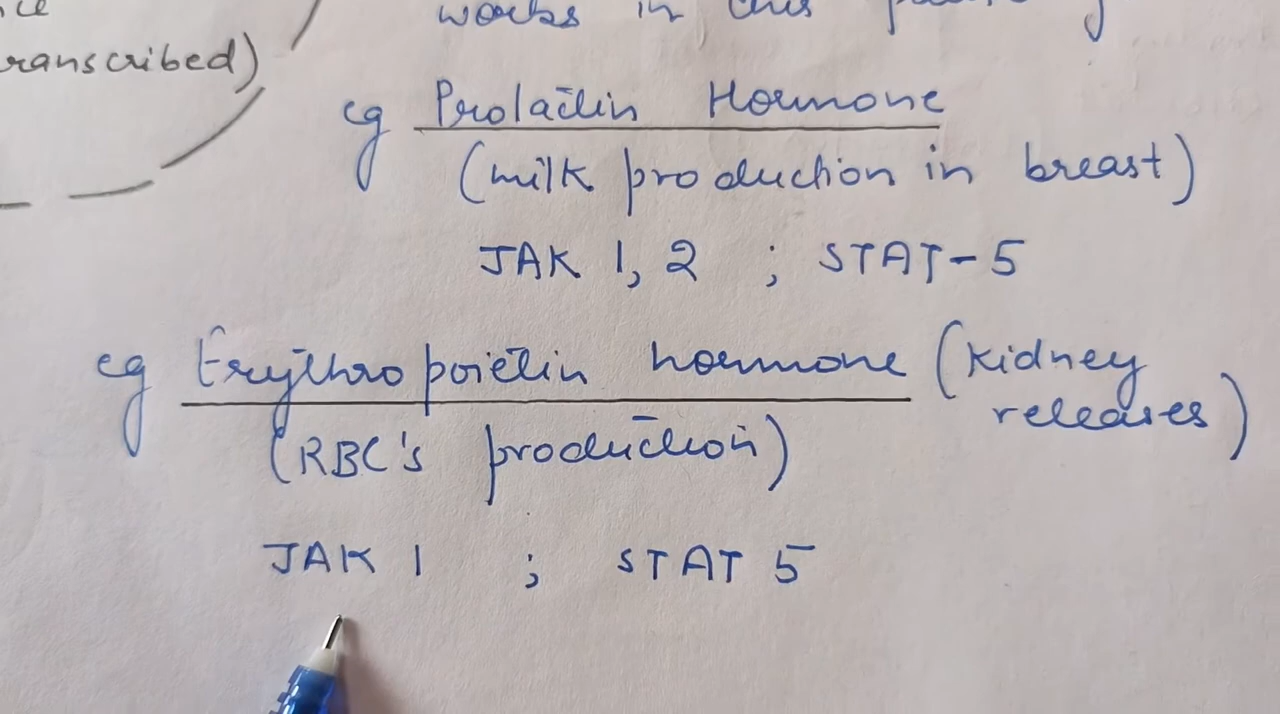 ranscribed)
works in this
eg Prolactin Hormone
(milk production in breast)
JAK 1, 2 ; STAT-5
eg Erythropoietin hormone (kidney
releases)
(RBC's production)
JAK 1 ; STAT 5